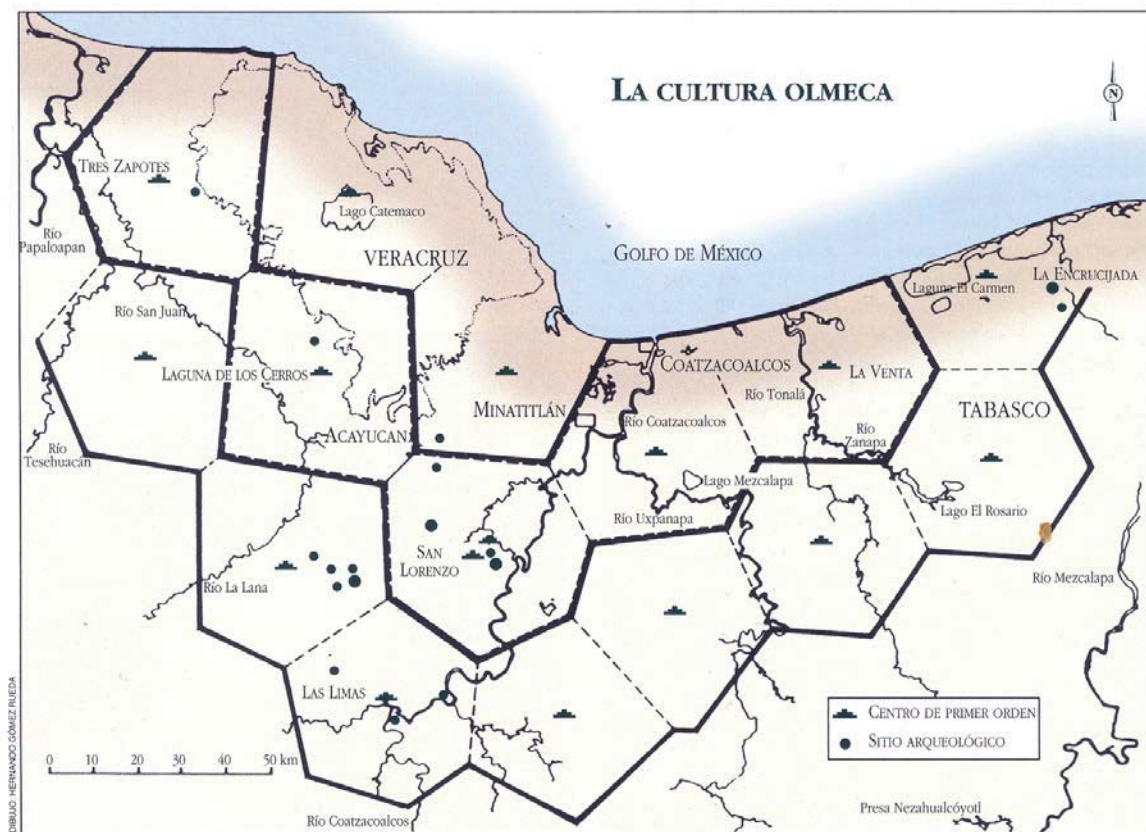 LA CULTURA OLMECA
N
TRES ZAPOTES
Lago Catemaco
Río
Papaloapan
VERACRUZ
GOLFO DE MÉXICO
Laguna El Carmen
LA ENCRUCIJADA
Río San Juan
LAGUNA DE LOS CERROS
COATZACOALCOS
LA VENTA
Río Tonalá
MINATITLÁN
TABASCO
ACAYUCAN
Río Coatzacoalcos
Río
Zanapa
Río
Tesehuacán
Lago Mezcalapa
Lago El Rosario
Río Uxpanapa
SAN
LORENZO
Río La Lana
Río Mezcalapa
LAS LIMAS
CENTRO DE PRIMER ORDEN
SITIO ARQUEOLÓGICO
0 10 20 30 50 km
Río Coatzacoalcos
Presa Nezahualcóyotl
DIBUJO: HERNANDO GÓMEZ RUEDA